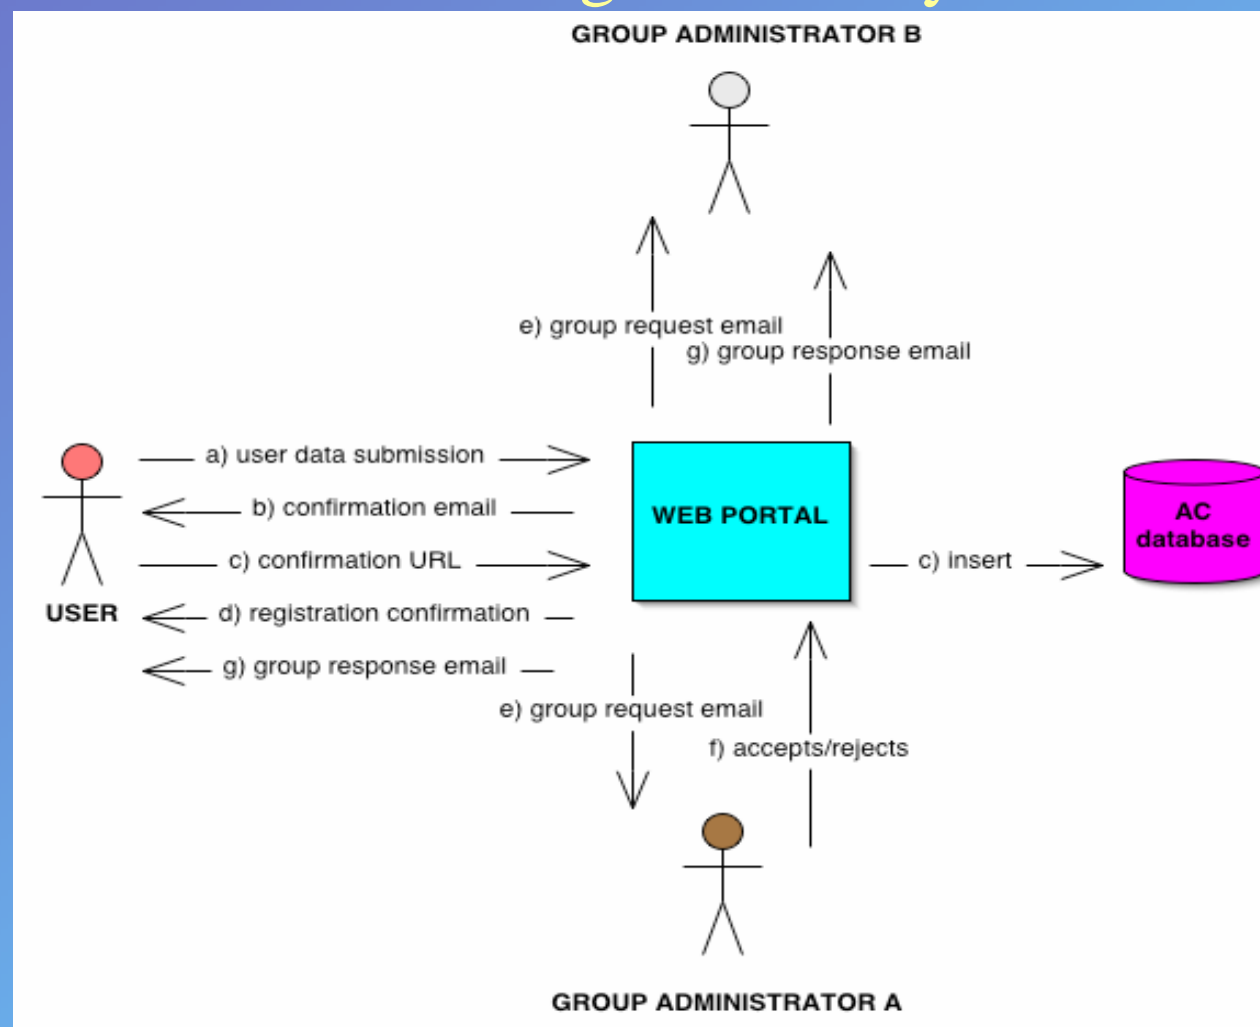 GROUP ADMINISTRATOR B
e) group request email
g) group response email
a) user data submission
b) confirmation email
WEB PORTAL
AC
database
c) confirmation URL
c) insert
USER
d) registration confirmation
g) group response email
e) group request email
f) accepts/rejects
GROUP ADMINISTRATOR A